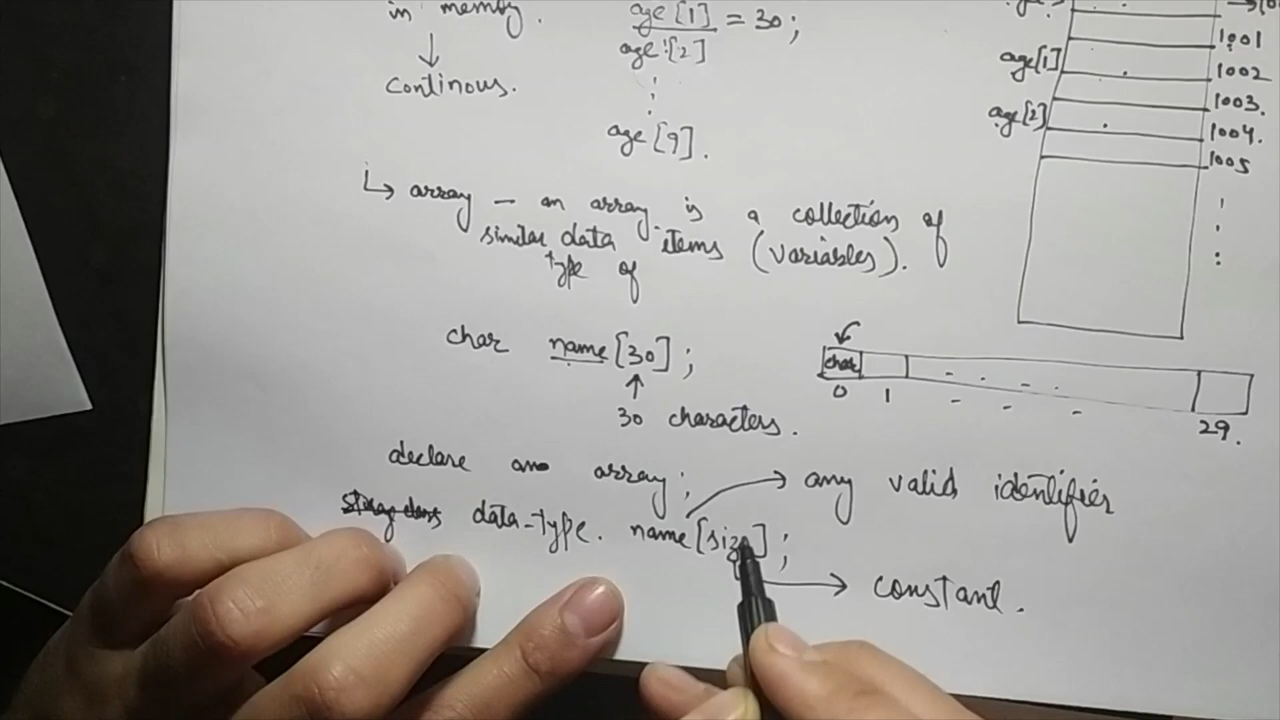 in memory.
↓
continous.
age[1] = 30;
age[2]
age[9].
1001
age[1]
1002
1003.
age[2]
1004.
1005
↳ array — an array is a collection of
similar data items (variables).
type of
char name[30];
↑
30 characters.
char
0 1
29.
declare an array;
data-type. name[size];
→ any valid identifier
→ constant.